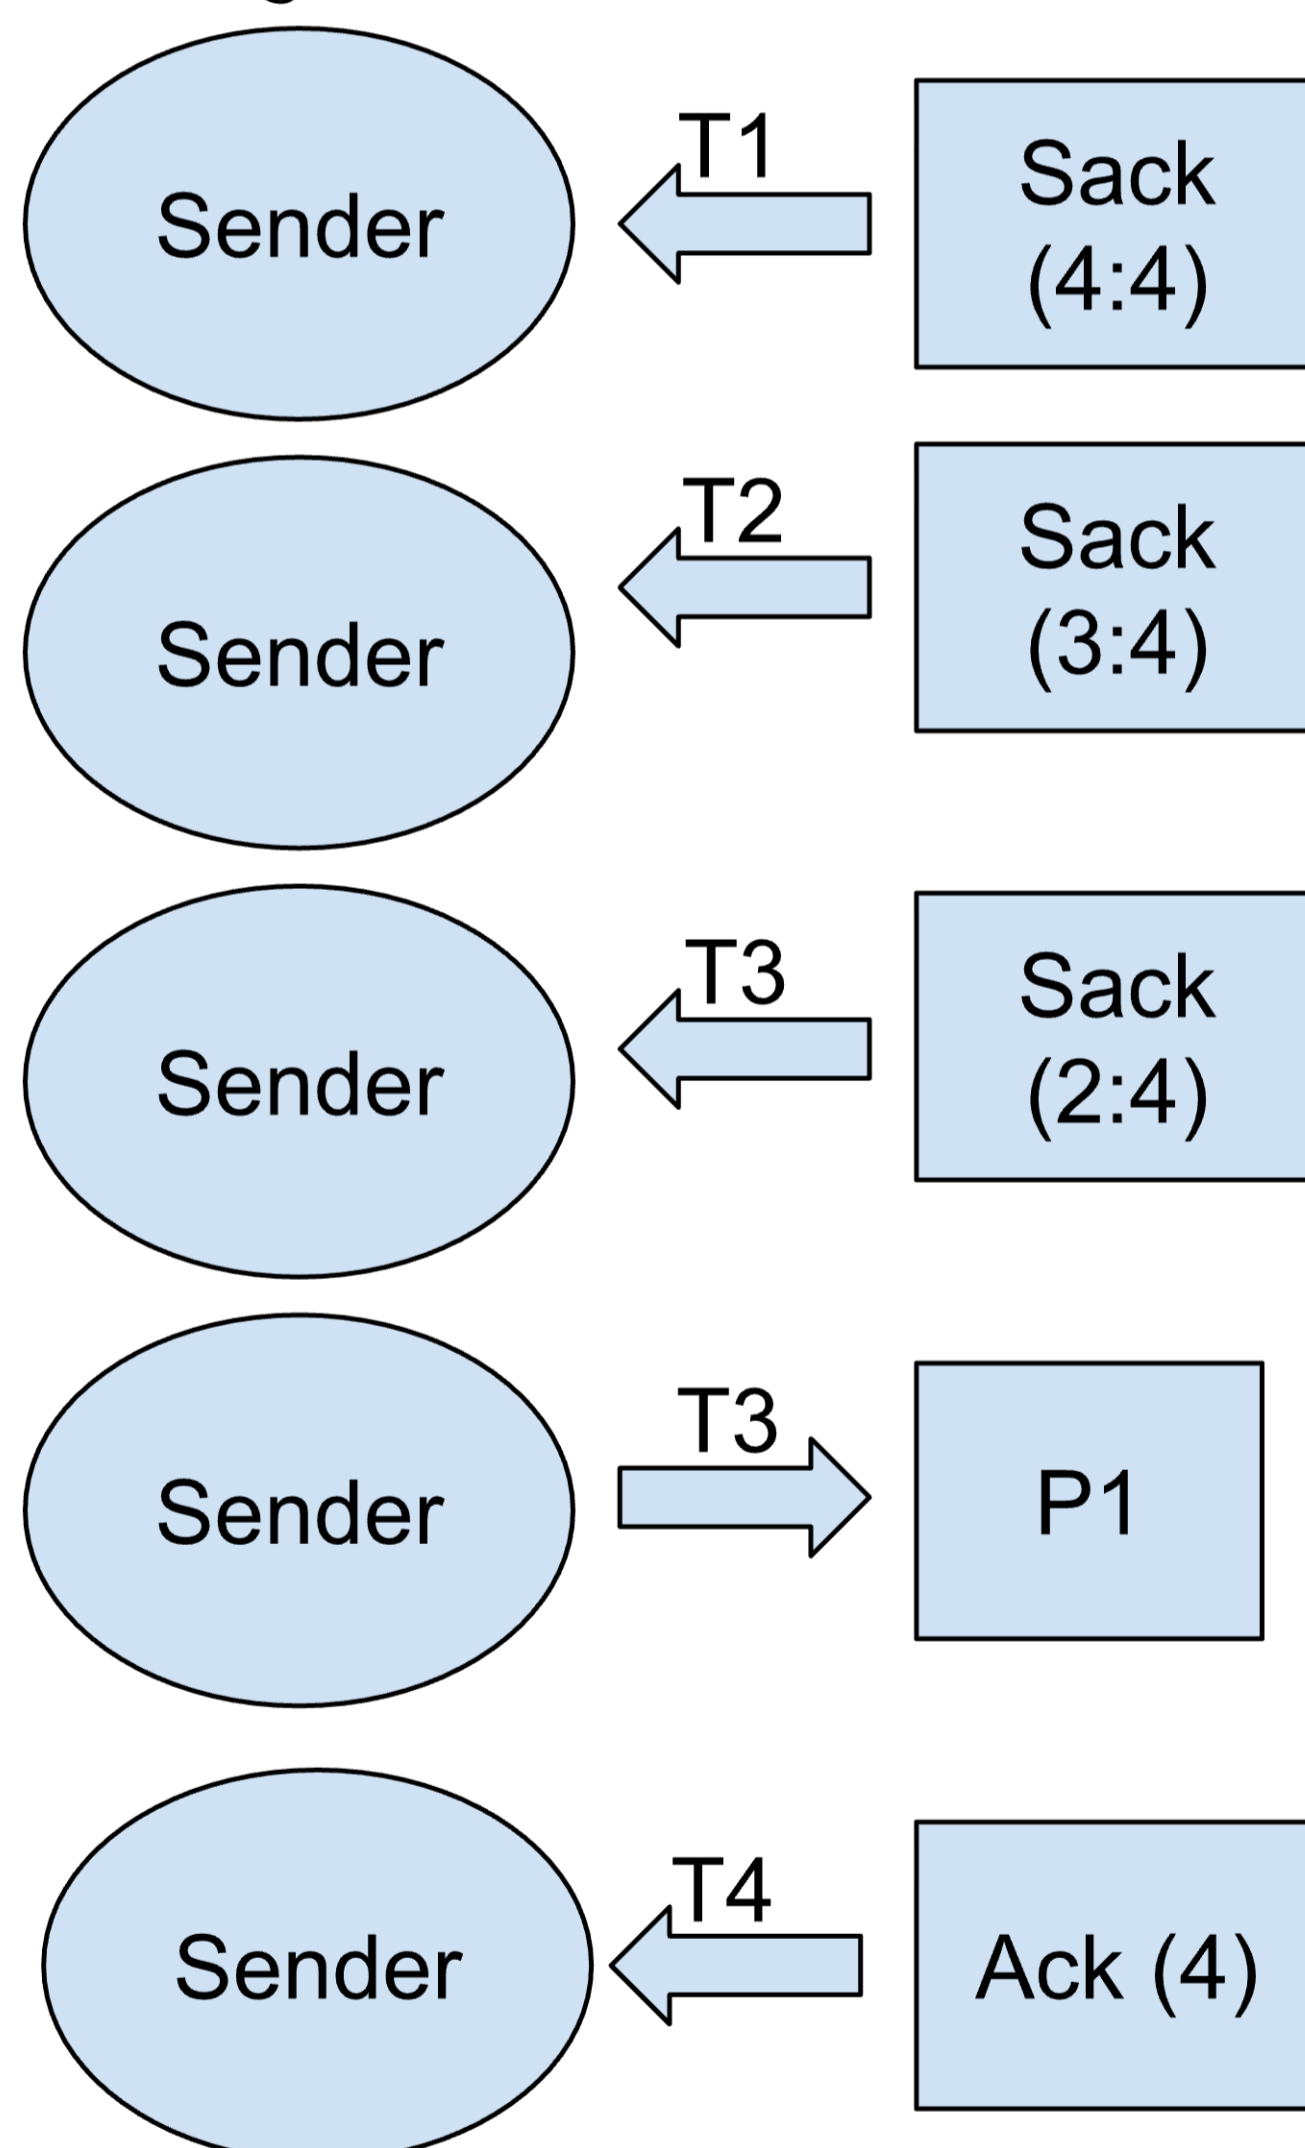 Sender
T1
Sack
(4:4)
Sender
T2
Sack
(3:4)
Sender
T3
Sack
(2:4)
Sender
T3
P1
Sender
T4
Ack (4)